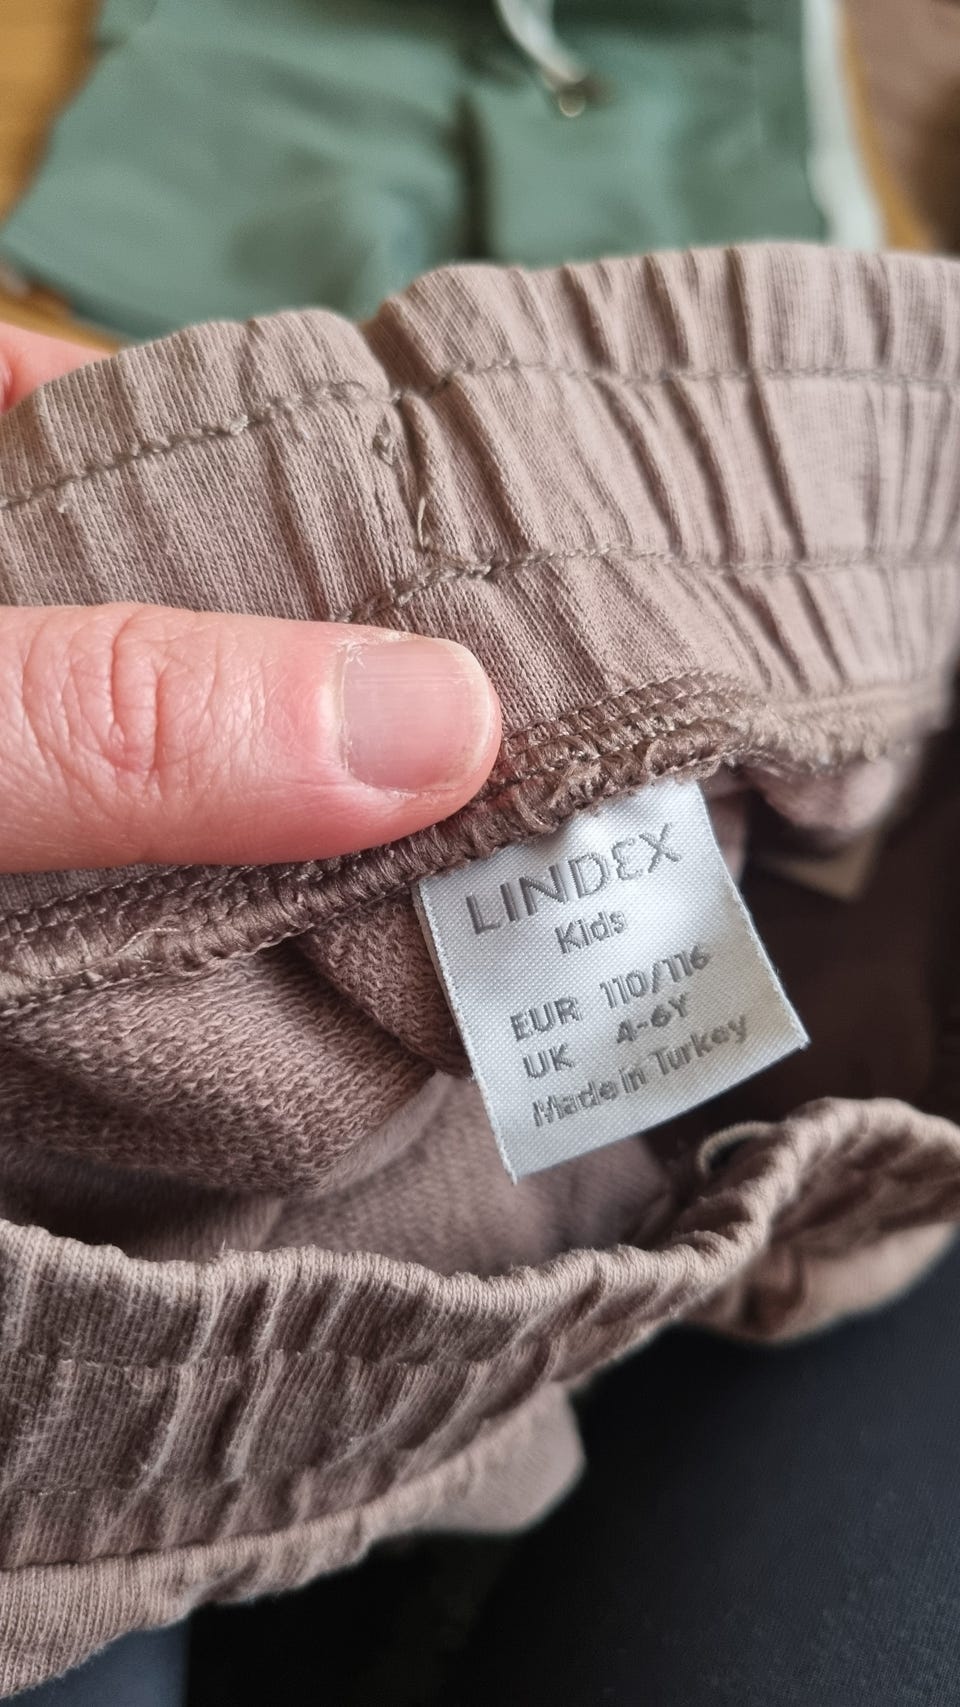 LINDEX
Kids
EUR 110/116
UK 4-6Y
Made in Turkey